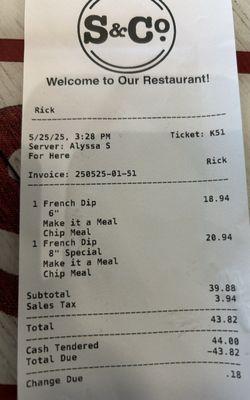 S&Co.
Welcome to Our Restaurant!
Rick
5/25/25, 3:28 PM Ticket: K51
Server: Alyssa S
For Here
Rick
Invoice: 250525-01-51
1 French Dip 18.94
6"
Make it a Meal
Chip Meal
1 French Dip 20.94
8" Special
Make it a Meal
Chip Meal
Subtotal 39.88
Sales Tax 3.94
Total 43.82
Cash Tendered 44.00
Total Due -43.82
Change Due .18